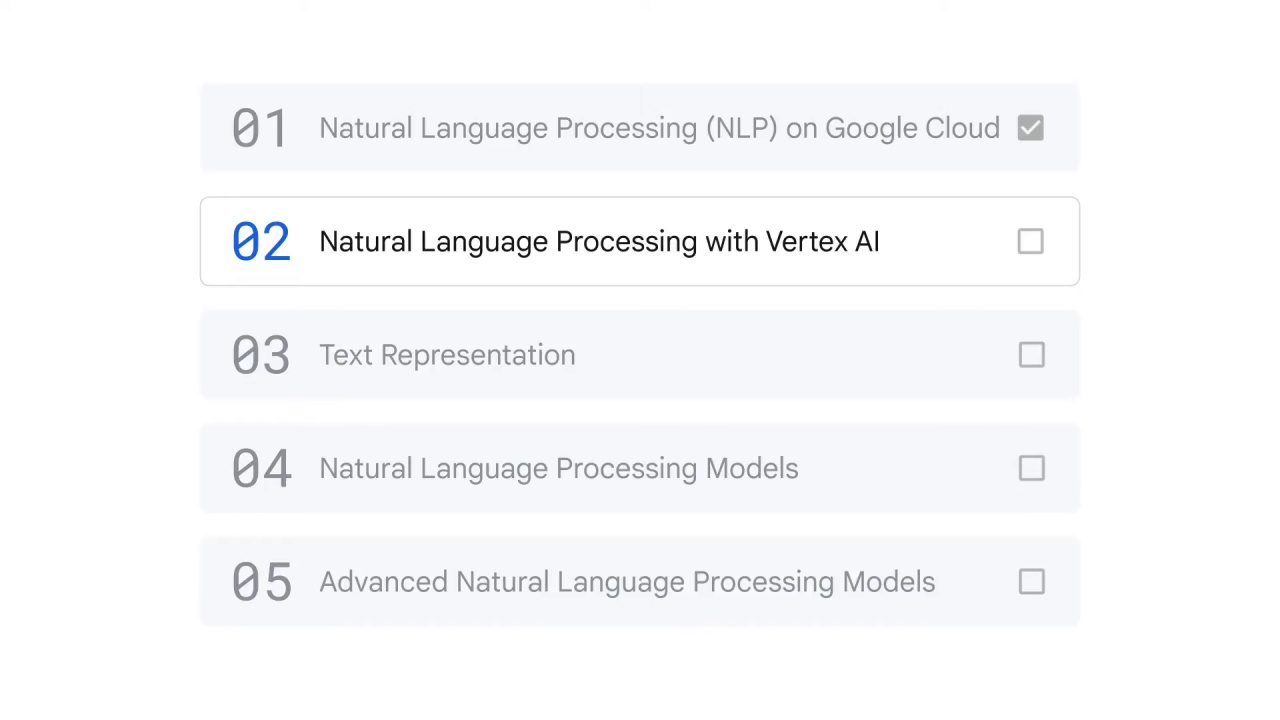 01 Natural Language Processing (NLP) on Google Cloud
02 Natural Language Processing with Vertex AI
03 Text Representation
04 Natural Language Processing Models
05 Advanced Natural Language Processing Models